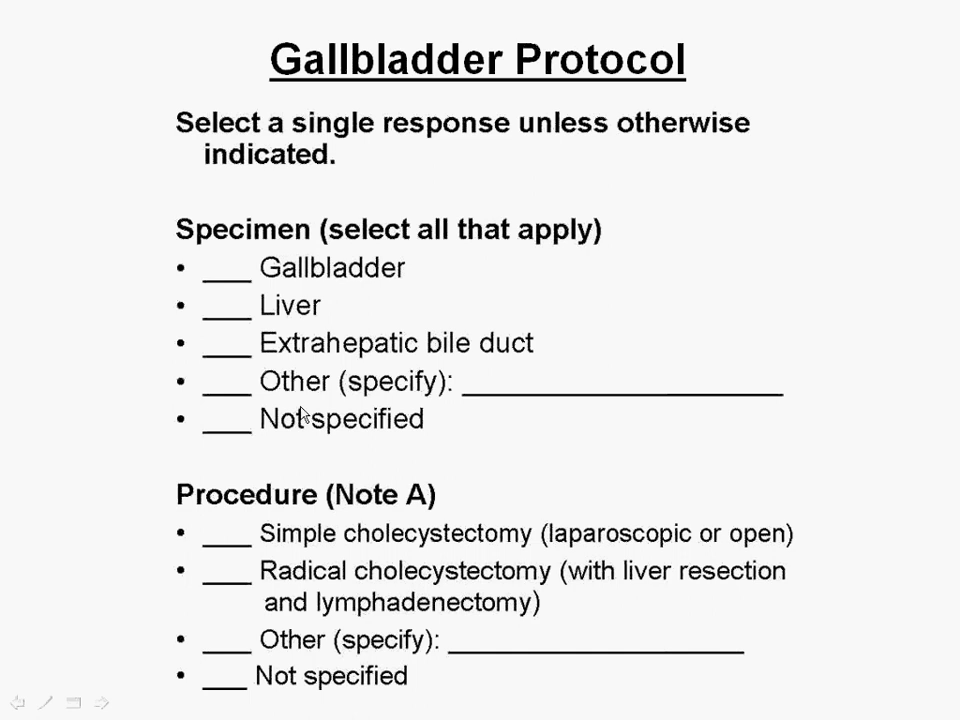 Gallbladder Protocol
Select a single response unless otherwise
indicated.
Specimen (select all that apply)
• ___ Gallbladder
• ___ Liver
• ___ Extrahepatic bile duct
• ___ Other (specify): ____________________
• ___ Not specified
Procedure (Note A)
• ___ Simple cholecystectomy (laparoscopic or open)
• ___ Radical cholecystectomy (with liver resection
and lymphadenectomy)
• ___ Other (specify): ____________________
• ___ Not specified